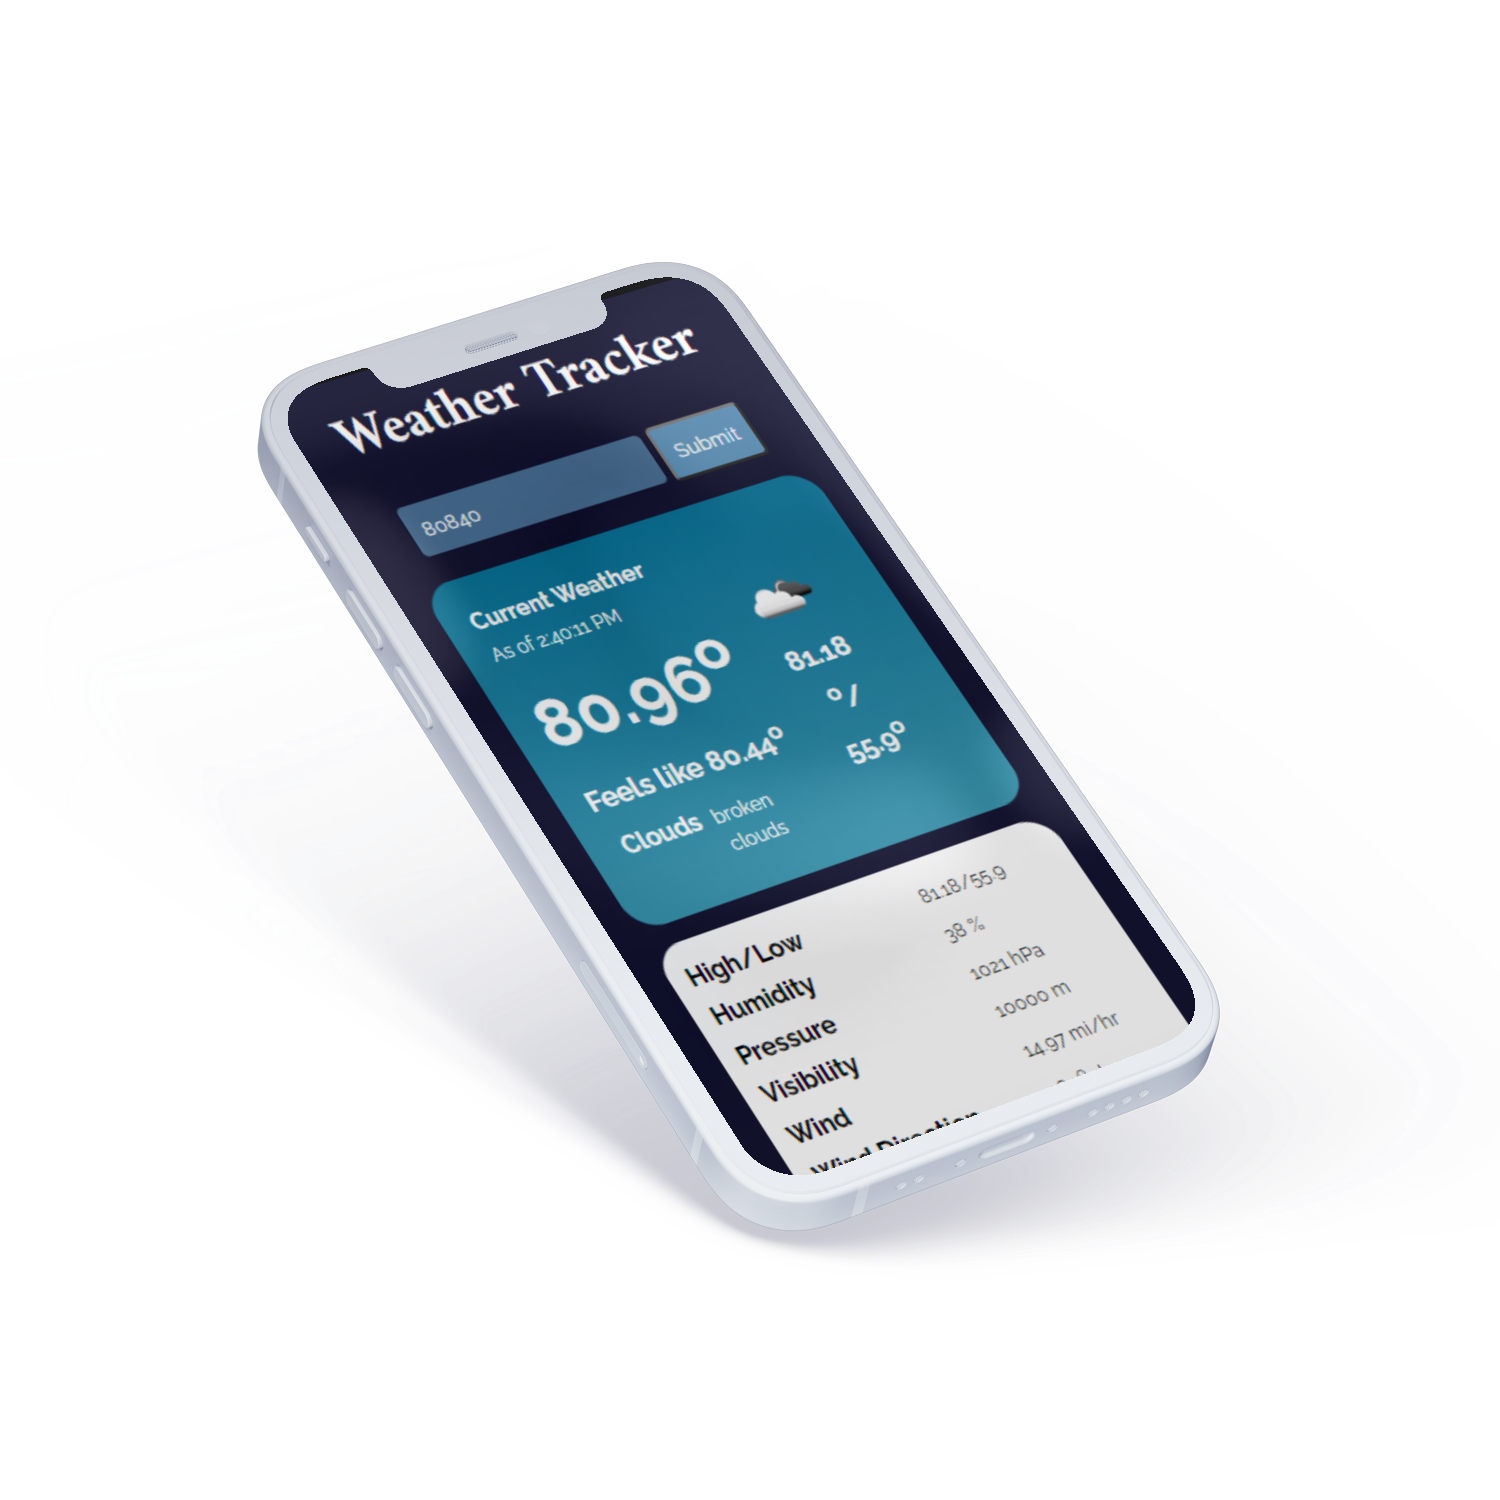 Weather Tracker
80840
Submit
Current Weather
As of 2:40:11 PM
80.96°
Feels like 80.44°
Clouds broken
clouds
81.18
° /
55.9°
High/Low 81.18/55.9
Humidity 38 %
Pressure 1021 hPa
Visibility 10000 m
Wind 14.97 mi/hr
Wind Direction